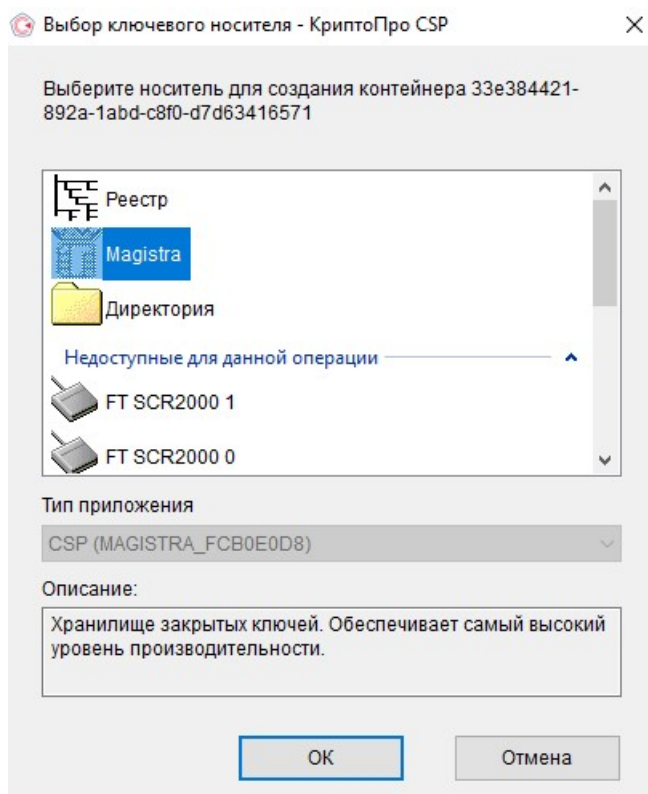 Выбор ключевого носителя - КриптоПро CSP
Выберите носитель для создания контейнера 33e384421-
892a-1abd-c8f0-d7d63416571
Реестр
Magistra
Директория
Недоступные для данной операции
FT SCR2000 1
FT SCR2000 0
Тип приложения
CSP (MAGISTRA_FCB0E0D8)
Описание:
Хранилище закрытых ключей. Обеспечивает самый высокий
уровень производительности.
ОК
Отмена